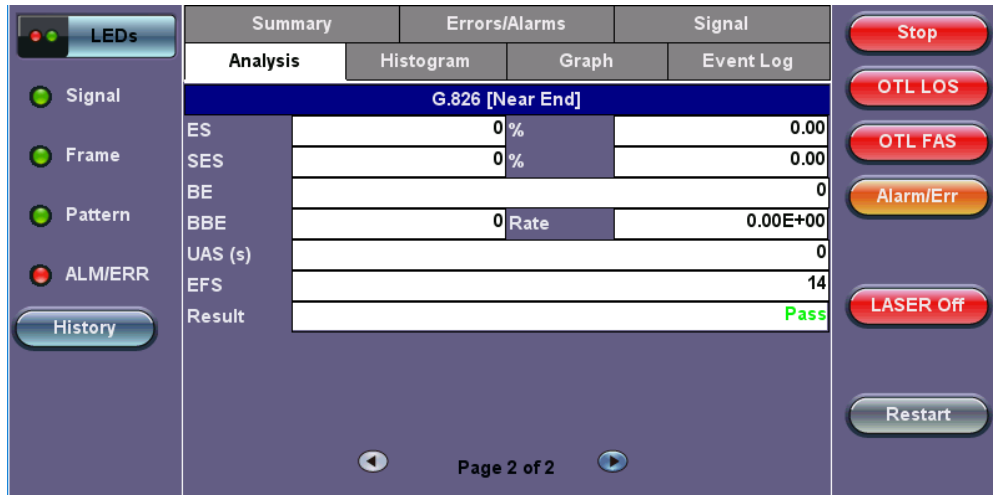 LEDs
Signal
Frame
Pattern
ALM/ERR
History
Summary Errors/Alarms Signal
Analysis Histogram Graph Event Log
G.826 [Near End]
ES 0 % 0.00
SES 0 % 0.00
BE 0
BBE 0 Rate 0.00E+00
UAS (s) 0
EFS 14
Result Pass
Page 2 of 2
Stop
OTL LOS
OTL FAS
Alarm/Err
LASER Off
Restart